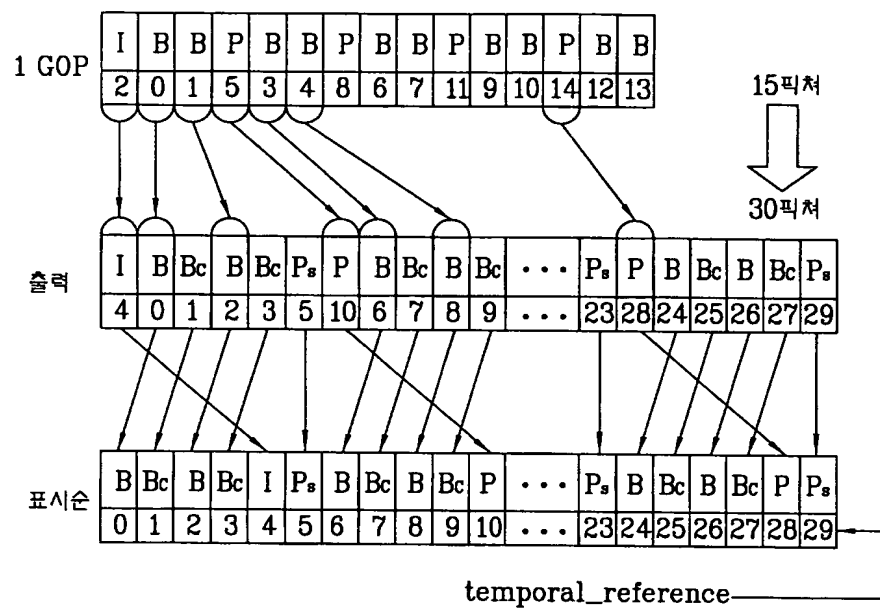 1 GOP
I B B P B B P B B P B B P B B
2 0 1 5 3 4 8 6 7 11 9 10 14 12 13
15픽쳐
30픽쳐
출력
I B Bc B Bc Ps P B Bc B Bc ··· Ps P B Bc B Bc Ps
4 0 1 2 3 5 10 6 7 8 9 ... 23 28 24 25 26 27 29
표시순
B Bc B Bc I Ps B Bc B Bc P ··· Ps B Bc B Bc P Ps
0 1 2 3 4 5 6 7 8 9 10 ... 23 24 25 26 27 28 29
temporal_reference